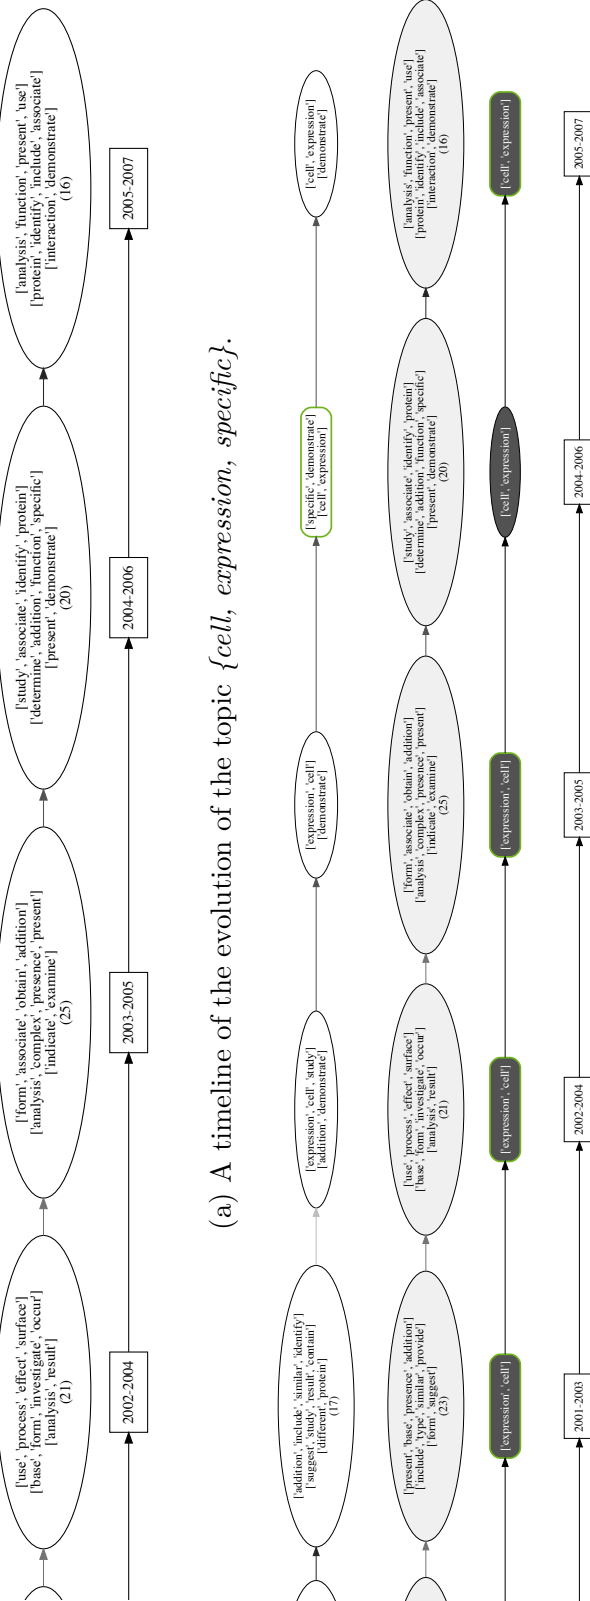 ['use','process','effect','surface']
['base','form','investigate','occur']
['analysis','result']
(21)
['form','associate','obtain','addition']
['analysis','complex','presence','present']
['indicate','examine']
(25)
['study','associate','identify','protein']
['determine','addition','function','specific']
['present','demonstrate']
(20)
['analysis','function','present','use']
['protein','identify','include','associate']
['interaction','demonstrate']
(16)
2002-2004
2003-2005
2004-2006
2005-2007
(a) A timeline of the evolution of the topic {cell, expression, specific}.
['addition','include','similar','identify']
['suggest','study','result','contain']
['different','protein']
(17)
['expression','cell','study']
['addition','demonstrate']
['expression','cell']
['demonstrate']
['specific','demonstrate']
['cell','expression']
['cell','expression']
['demonstrate']
['present','base','presence','addition']
['include','type','similar','provide']
['form','suggest']
(23)
['use','process','effect','surface']
['base','form','investigate','occur']
['analysis','result']
(21)
['form','associate','obtain','addition']
['analysis','complex','presence','present']
['indicate','examine']
(25)
['study','associate','identify','protein']
['determine','addition','function','specific']
['present','demonstrate']
(20)
['analysis','function','present','use']
['protein','identify','include','associate']
['interaction','demonstrate']
(16)
['expression','cell']
['expression','cell']
['expression','cell']
['cell','expression']
['cell','expression']
2001-2003
2002-2004
2003-2005
2004-2006
2005-2007